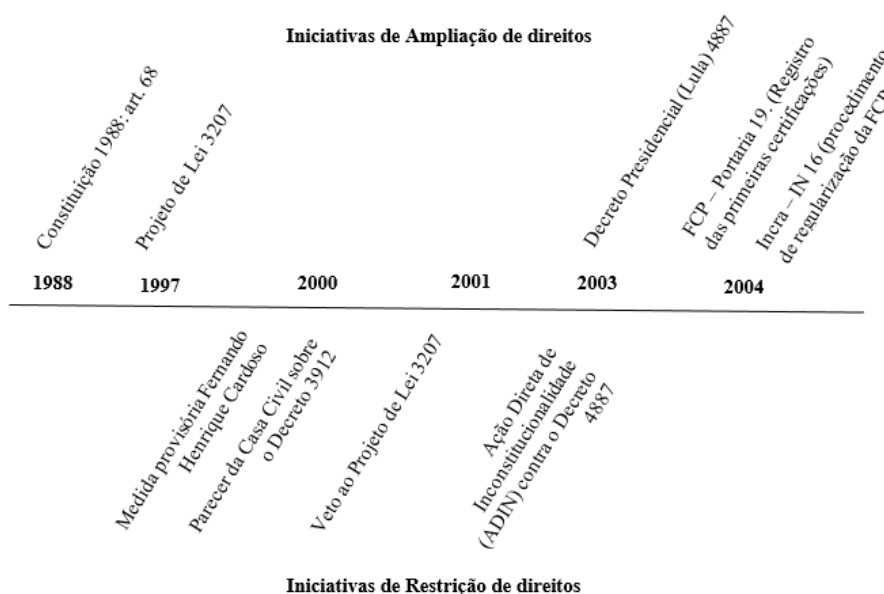 Iniciativas de Ampliação de direitos
Constituição 1988: art. 68
Projeto de Lei 3207
Decreto Presidencial (Lula) 4887
FCP – Portaria 19. (Registro
das primeiras certificações)
Incra – IN 16 (procedimento
de regularização da FCP
1988
1997
2000
2001
2003
2004
Medida provisória Fernando
Henrique Cardoso
Parecer da Casa Civil sobre
o Decreto 3912
Veto ao Projeto de Lei 3207
Ação Direta de
Inconstitucionalidade
(ADIN) contra o Decreto
4887
Iniciativas de Restrição de direitos